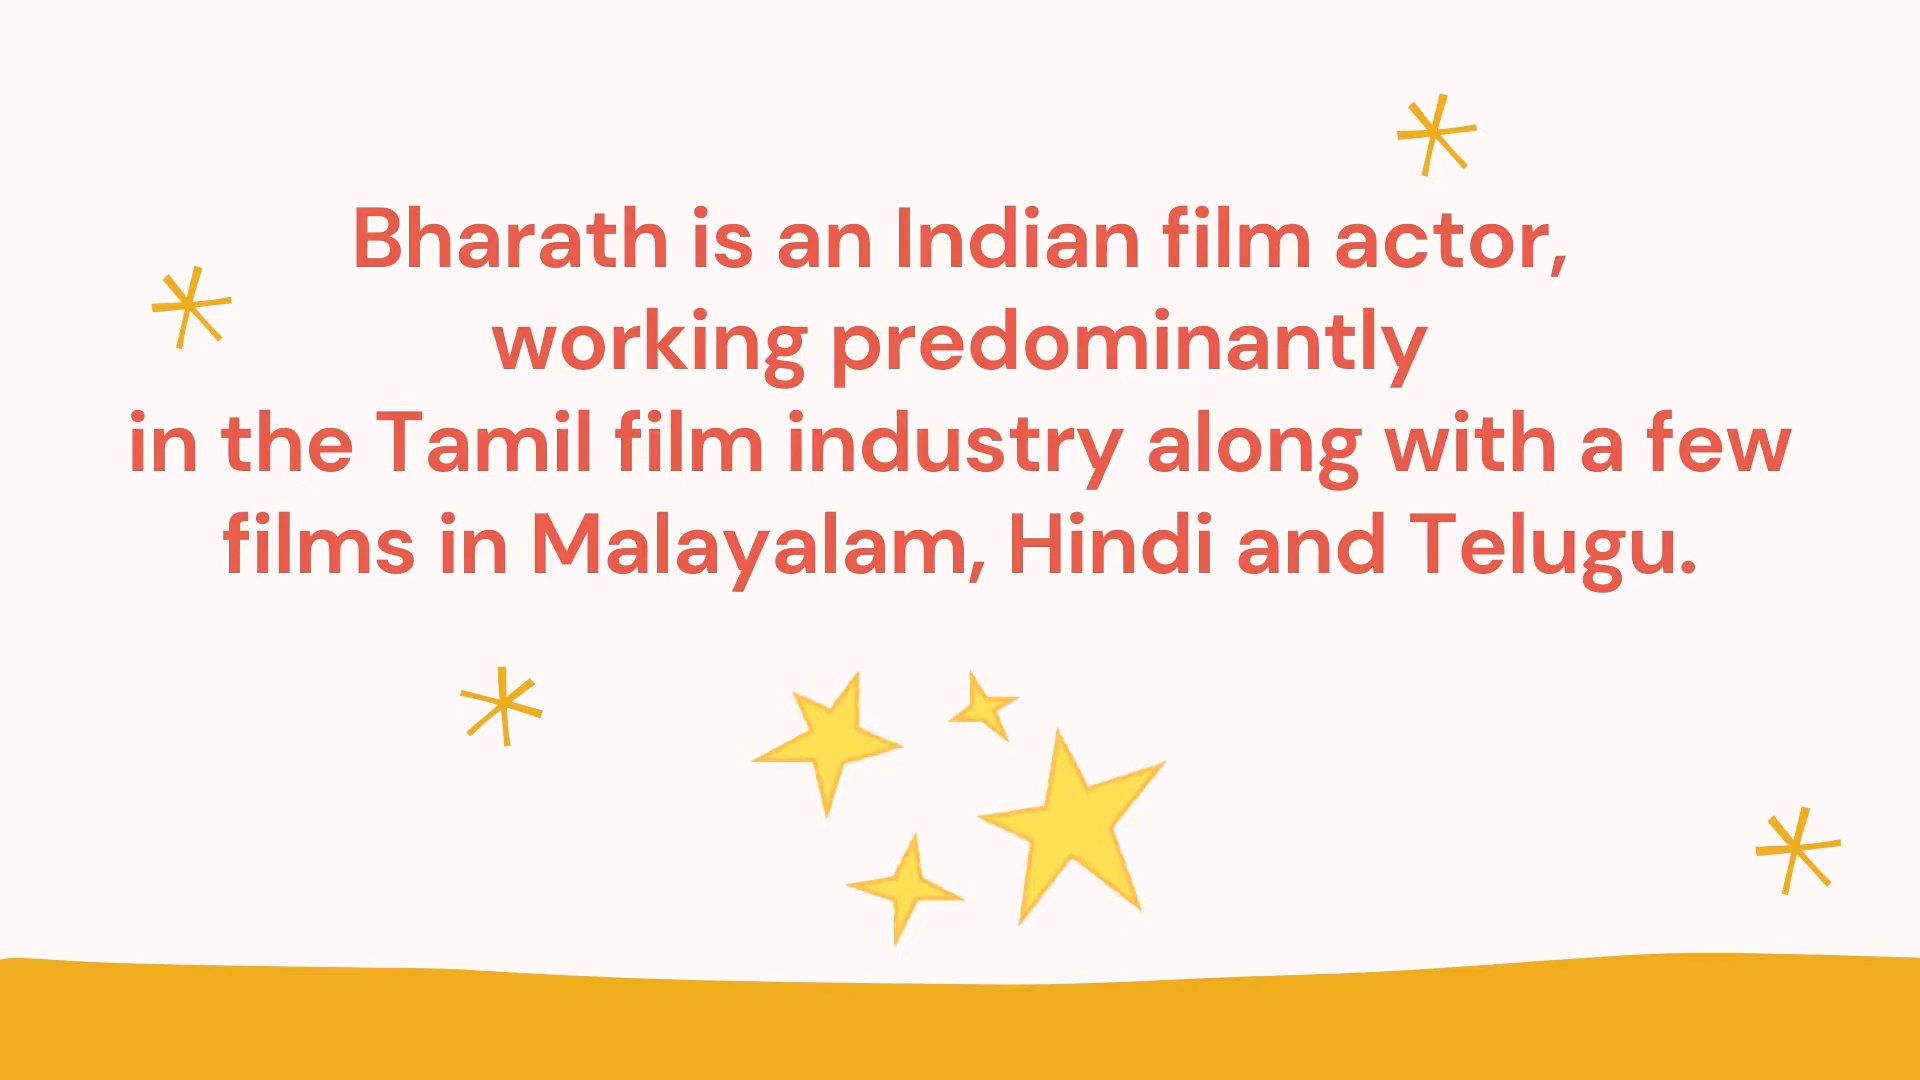 Bharath is an Indian film actor,
working predominantly
in the Tamil film industry along with a few
films in Malayalam, Hindi and Telugu.